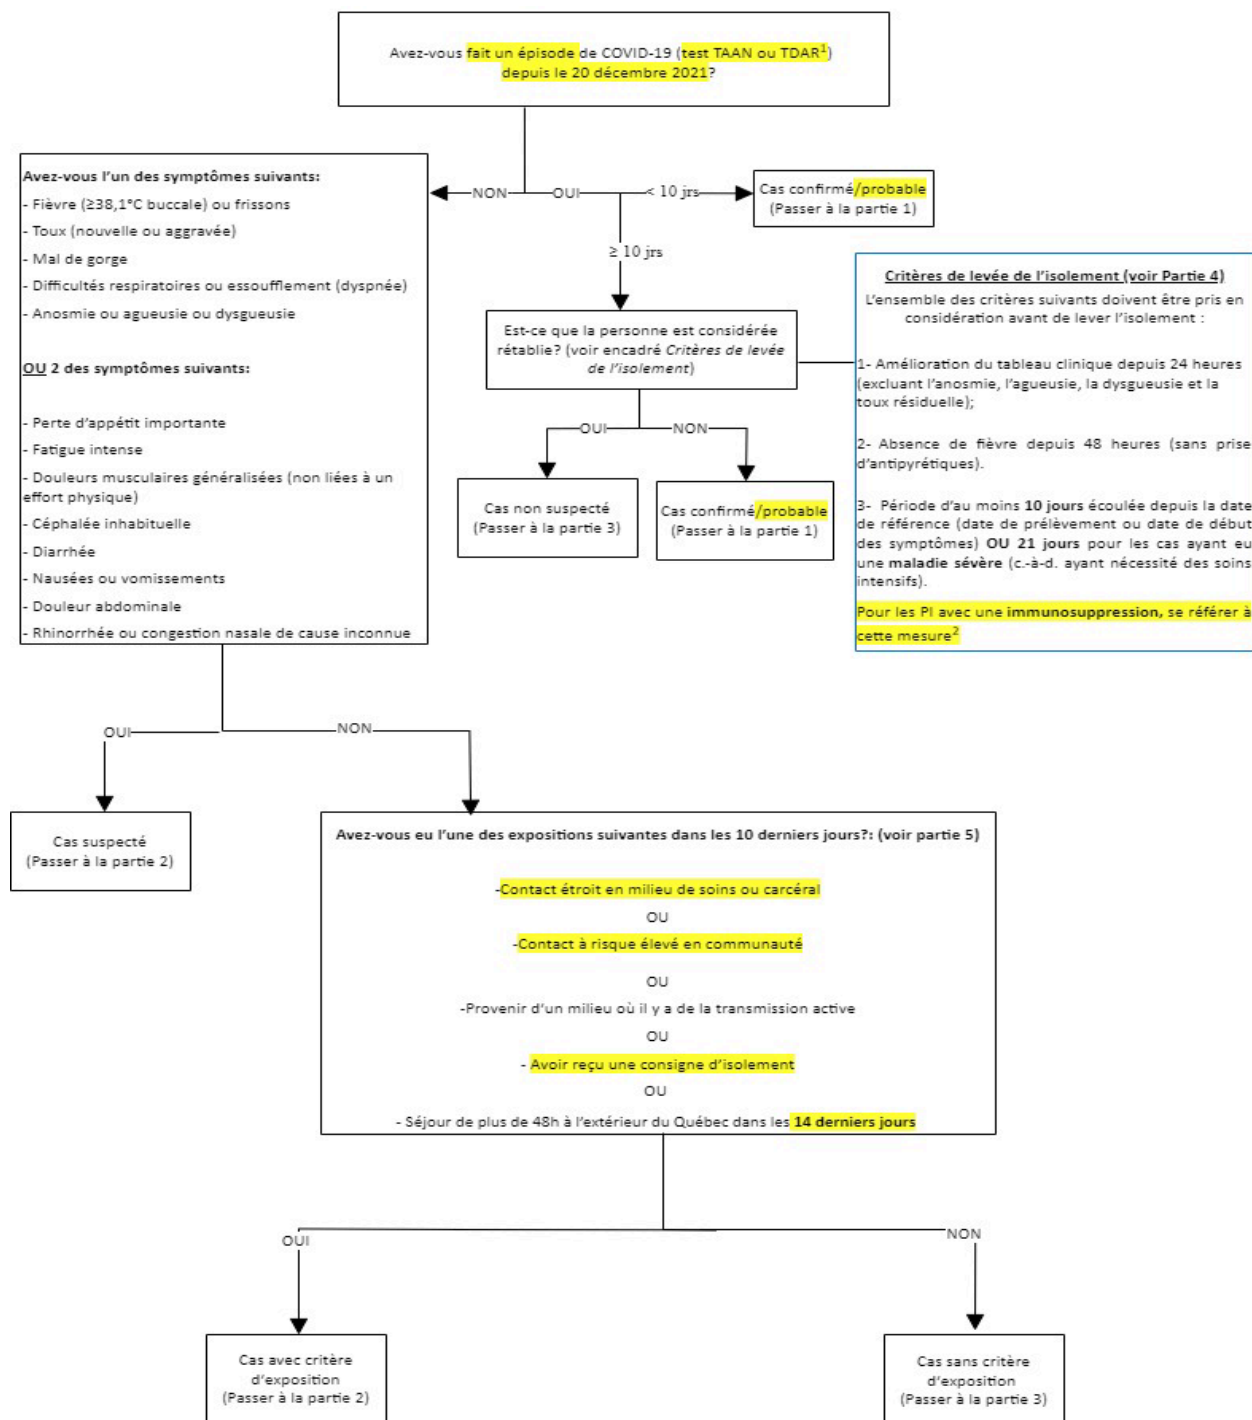 Avez-vous fait un épisode de COVID-19 (test TAAN ou TDAR1)
depuis le 20 décembre 2021?
Avez-vous l'un des symptômes suivants:
- Fièvre (≥38,1°C buccale) ou frissons
- Toux (nouvelle ou aggravée)
- Mal de gorge
- Difficultés respiratoires ou essoufflement (dyspnée)
- Anosmie ou agueusie ou dysgueusie
OU 2 des symptômes suivants:
- Perte d'appétit importante
- Fatigue intense
- Douleurs musculaires généralisées (non liées à un
effort physique)
- Céphalée inhabituelle
- Diarrhée
- Nausées ou vomissements
- Douleur abdominale
- Rhinorrhée ou congestion nasale de cause inconnue
NON
OUI
< 10 jrs
Cas confirmé/probable
(Passer à la partie 1)
≥ 10 jrs
Est-ce que la personne est considérée
rétablie? (voir encadré Critères de levée
de l'isolement)
OUI
NON
Cas non suspecté
(Passer à la partie 3)
Cas confirmé/probable
(Passer à la partie 1)
Critères de levée de l'isolement (voir Partie 4)
L'ensemble des critères suivants doivent être pris en
considération avant de lever l'isolement :
1- Amélioration du tableau clinique depuis 24 heures
(excluant l'anosmie, l'agueusie, la dysgueusie et la
toux résiduelle);
2- Absence de fièvre depuis 48 heures (sans prise
d'antipyrétiques).
3- Période d'au moins 10 jours écoulée depuis la date
de référence (date de prélèvement ou date de début
des symptômes) OU 21 jours pour les cas ayant eu
une maladie sévère (c.-à-d. ayant nécessité des soins
intensifs).
Pour les PI avec une immunosuppression, se référer à
cette mesure2
OUI
NON
Cas suspecté
(Passer à la partie 2)
Avez-vous eu l'une des expositions suivantes dans les 10 derniers jours?: (voir partie 5)
-Contact étroit en milieu de soins ou carcéral
OU
-Contact à risque élevé en communauté
OU
-Provenir d'un milieu où il y a de la transmission active
OU
- Avoir reçu une consigne d'isolement
OU
- Séjour de plus de 48h à l'extérieur du Québec dans les 14 derniers jours
OUI
NON
Cas avec critère
d'exposition
(Passer à la partie 2)
Cas sans critère
d'exposition
(Passer à la partie 3)